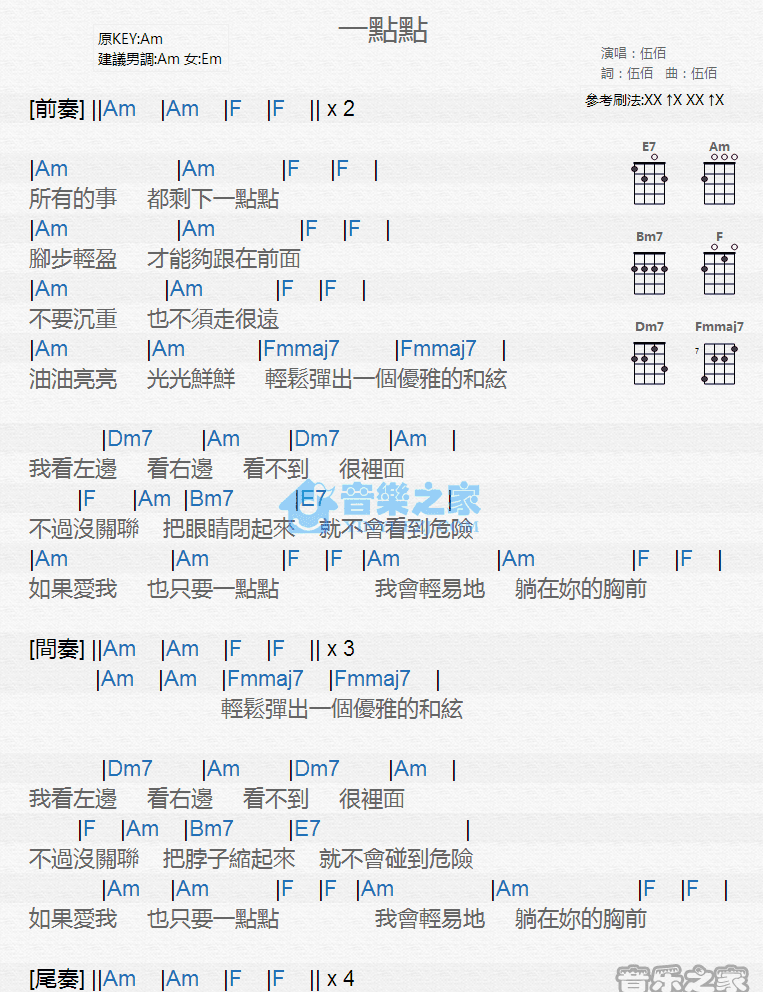 一點點
原KEY:Am
建議男調:Am 女:Em
演唱：伍佰
詞：伍佰 曲：伍佰
參考刷法:XX↑X XX↑X
[前奏] ||Am |Am |F |F || x 2
E7 Am
|Am |Am |F |F |
所有的事 都剩下一點點
|Am |Am |F |F |
腳步輕盈 才能夠跟在前面
Bm7 F
|Am |Am |F |F |
不要沉重 也不須走很遠
Dm7 Fmmaj7
7
|Am |Am |Fmmaj7 |Fmmaj7 |
油油亮亮 光光鮮鮮 輕鬆彈出一個優雅的和絃
|Dm7 |Am |Dm7 |Am |
我看左邊 看右邊 看不到 很裡面
|F |Am |Bm7 |E7 |
音樂之家
不過沒關聯 把眼睛閉起來 就不會看到危險
|Am |Am |F |F |Am |Am |F |F |
如果愛我 也只要一點點 我會輕易地 躺在妳的胸前
[間奏] ||Am |Am |F |F || x 3
|Am |Am |Fmmaj7 |Fmmaj7 |
輕鬆彈出一個優雅的和絃
|Dm7 |Am |Dm7 |Am |
我看左邊 看右邊 看不到 很裡面
|F |Am |Bm7 |E7 |
不過沒關聯 把脖子縮起來 就不會碰到危險
|Am |Am |F |F |Am |Am |F |F |
如果愛我 也只要一點點 我會輕易地 躺在妳的胸前
[尾奏] ||Am |Am |F |F || x 4
音乐之家